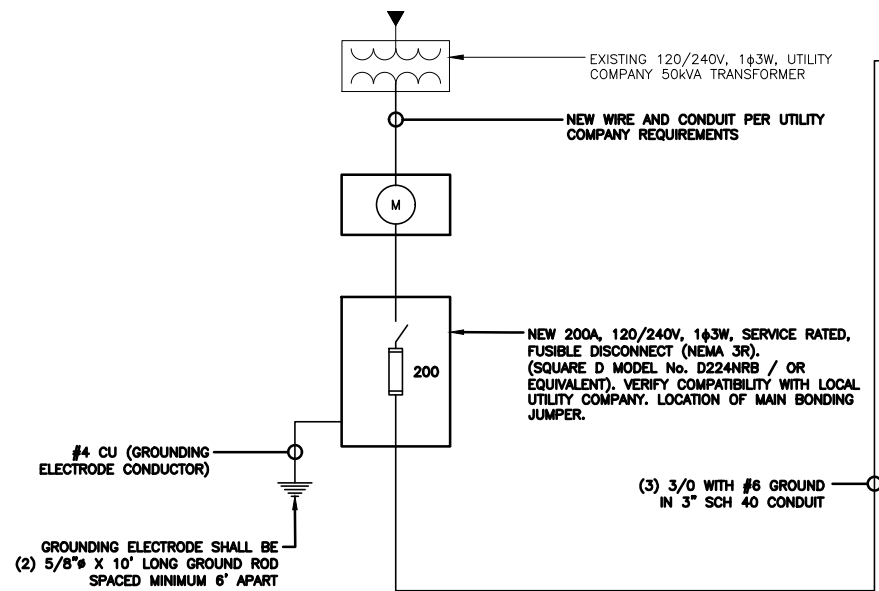 EXISTING 120/240V, 1ϕ3W, UTILITY
COMPANY 50kVA TRANSFORMER
NEW WIRE AND CONDUIT PER UTILITY
COMPANY REQUIREMENTS
M
NEW 200A, 120/240V, 1ϕ3W, SERVICE RATED,
FUSIBLE DISCONNECT (NEMA 3R).
(SQUARE D MODEL No. D224NRB / OR
EQUIVALENT). VERIFY COMPATIBILITY WITH LOCAL
UTILITY COMPANY. LOCATION OF MAIN BONDING
JUMPER.
200
#4 CU (GROUNDING
ELECTRODE CONDUCTOR)
(3) 3/0 WITH #6 GROUND
IN 3" SCH 40 CONDUIT
GROUNDING ELECTRODE SHALL BE
(2) 5/8"ø X 10' LONG GROUND ROD
SPACED MINIMUM 6' APART